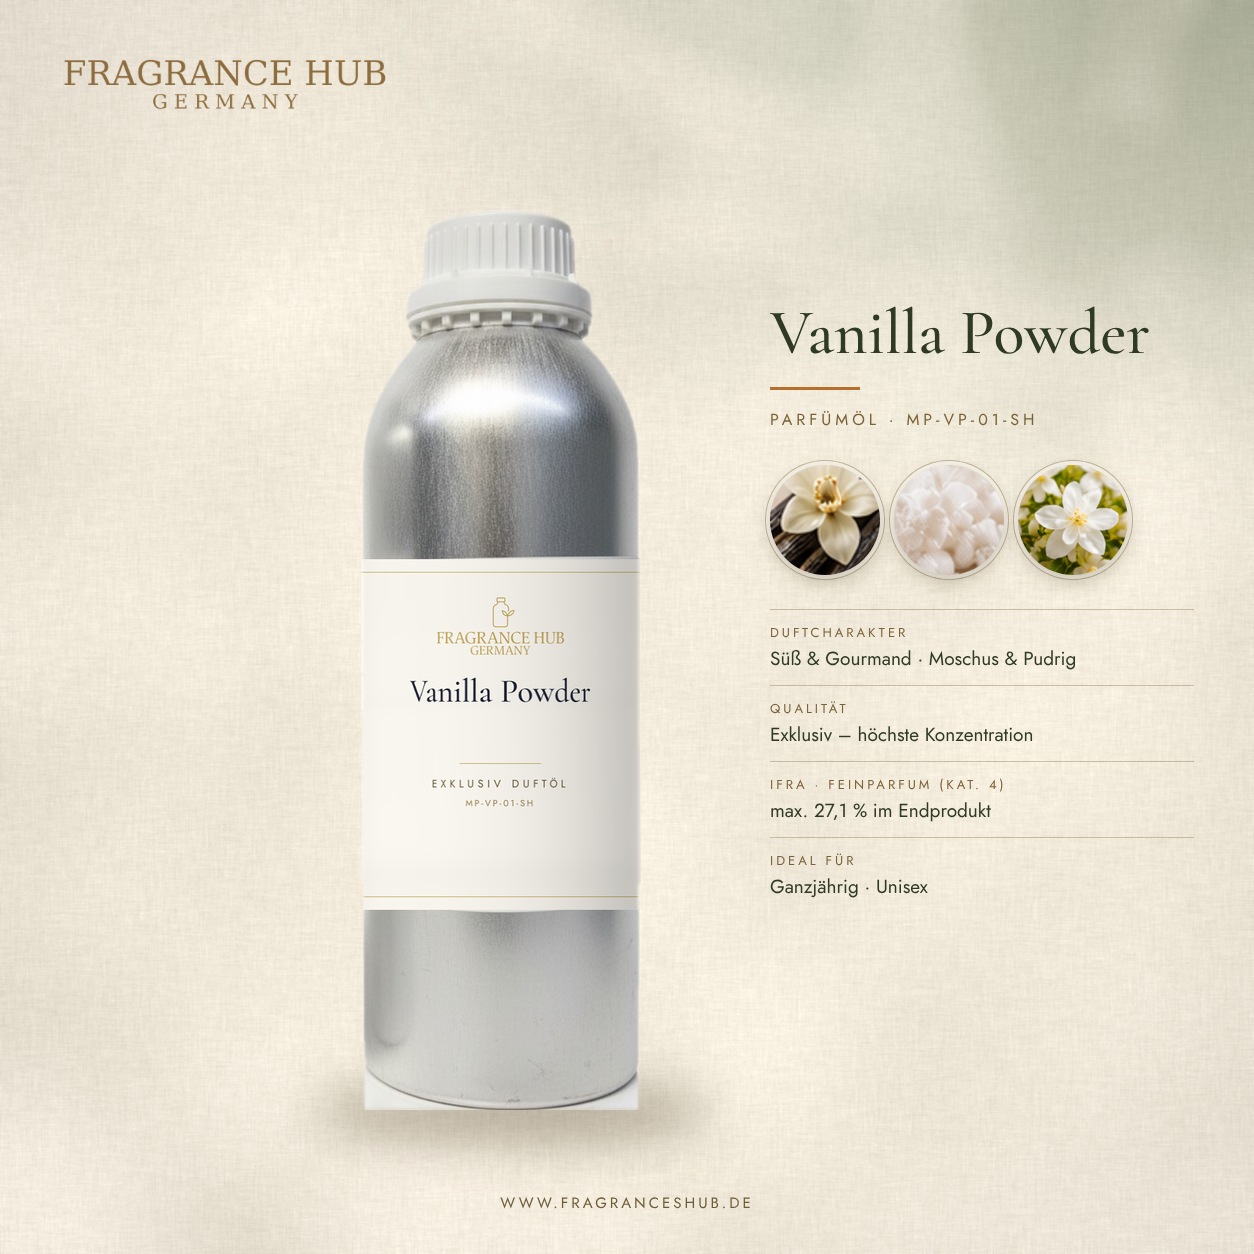 FRAGRANCE HUB
GERMANY
Vanilla Powder
PARFÜMÖL · MP-VP-01-SH
DUFTCHARAKTER
Süß & Gourmand · Moschus & Pudrig
QUALITÄT
Exklusiv – höchste Konzentration
IFRA · FEINPARFUM (KAT. 4)
max. 27,1 % im Endprodukt
IDEAL FÜR
Ganzjährig · Unisex
FRAGRANCE HUB
GERMANY
Vanilla Powder
EXKLUSIV DUFTÖL
MP-VP-01-SH
WWW.FRAGRANCESHUB.DE